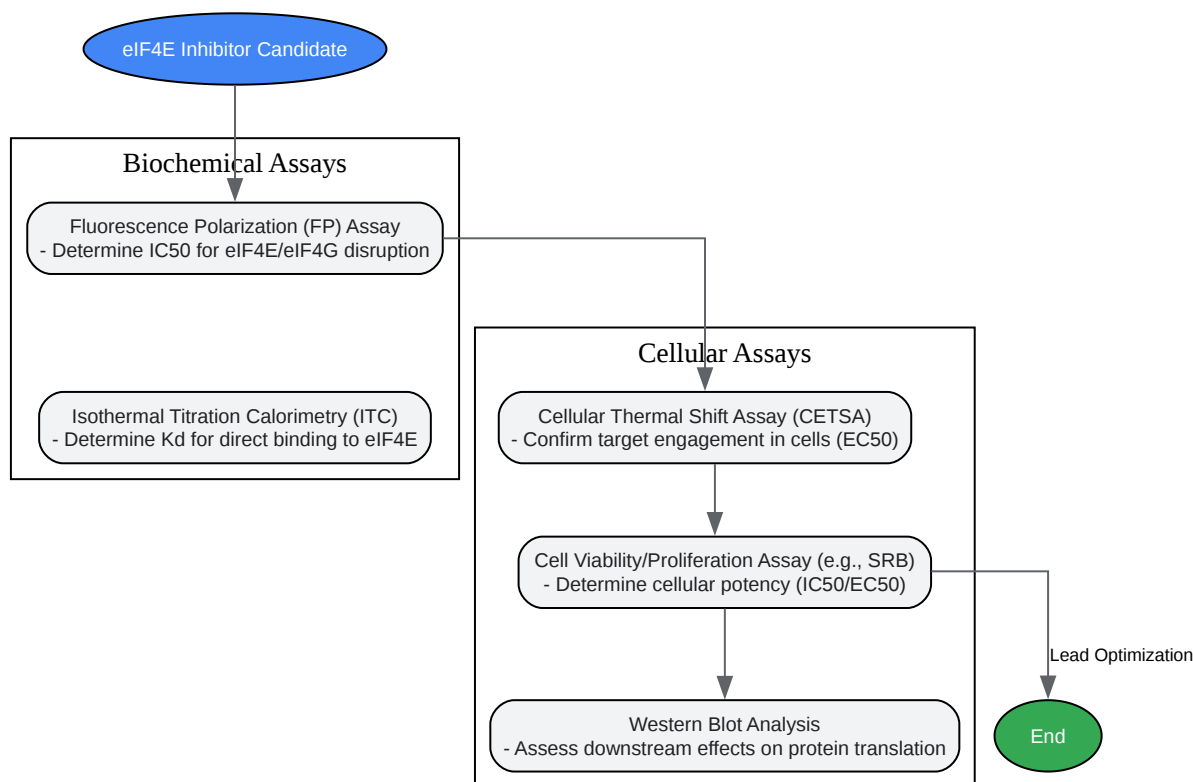 eIF4E Inhibitor Candidate
Biochemical Assays
Fluorescence Polarization (FP) Assay
- Determine IC50 for eIF4E/eIF4G disruption
Isothermal Titration Calorimetry (ITC)
- Determine Kd for direct binding to eIF4E
Cellular Assays
Cellular Thermal Shift Assay (CETSA)
- Confirm target engagement in cells (EC50)
Cell Viability/Proliferation Assay (e.g., SRB)
- Determine cellular potency (IC50/EC50)
Lead Optimization
Western Blot Analysis
- Assess downstream effects on protein translation
End